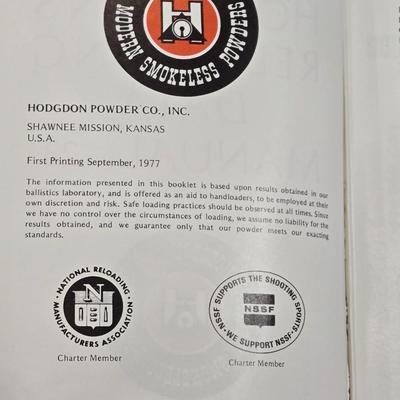 H
MODERN SMOKELESS POWDERS
HODGDON POWDER CO., INC.
SHAWNEE MISSION, KANSAS
U.S.A.
First Printing September, 1977
The information presented in this booklet is based upon results obtained in our
ballistics laboratory, and is offered as an aid to handloaders, to be employed at their
own discretion and risk. Safe loading practices should be observed at all times. Since
we have no control over the circumstances of loading, we assume no liability for the
results obtained, and we guarantee only that our powder meets our exacting
standards.
NATIONAL RELOADING
MANUFACTURERS ASSOCIATION
N
Charter Member
NSSF SUPPORTS THE SHOOTING SPORTS
NSSF
WE SUPPORT NSSF
Charter Member